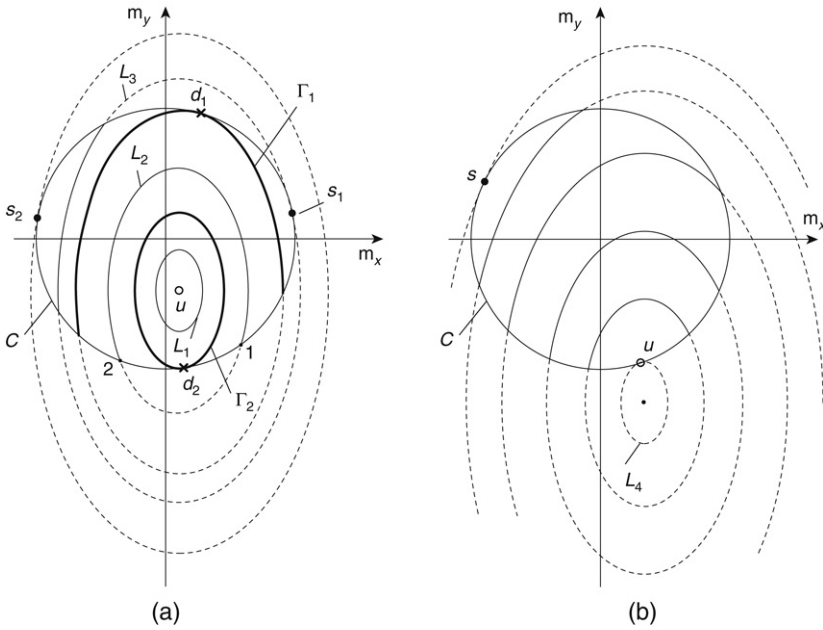 m_y
L_3
d_1
Γ_1
L_2
s_2
s_1
m_x
u
C
L_1
1
2
d_2
Γ_2
(a)
m_y
s
m_x
C
u
L_4
(b)